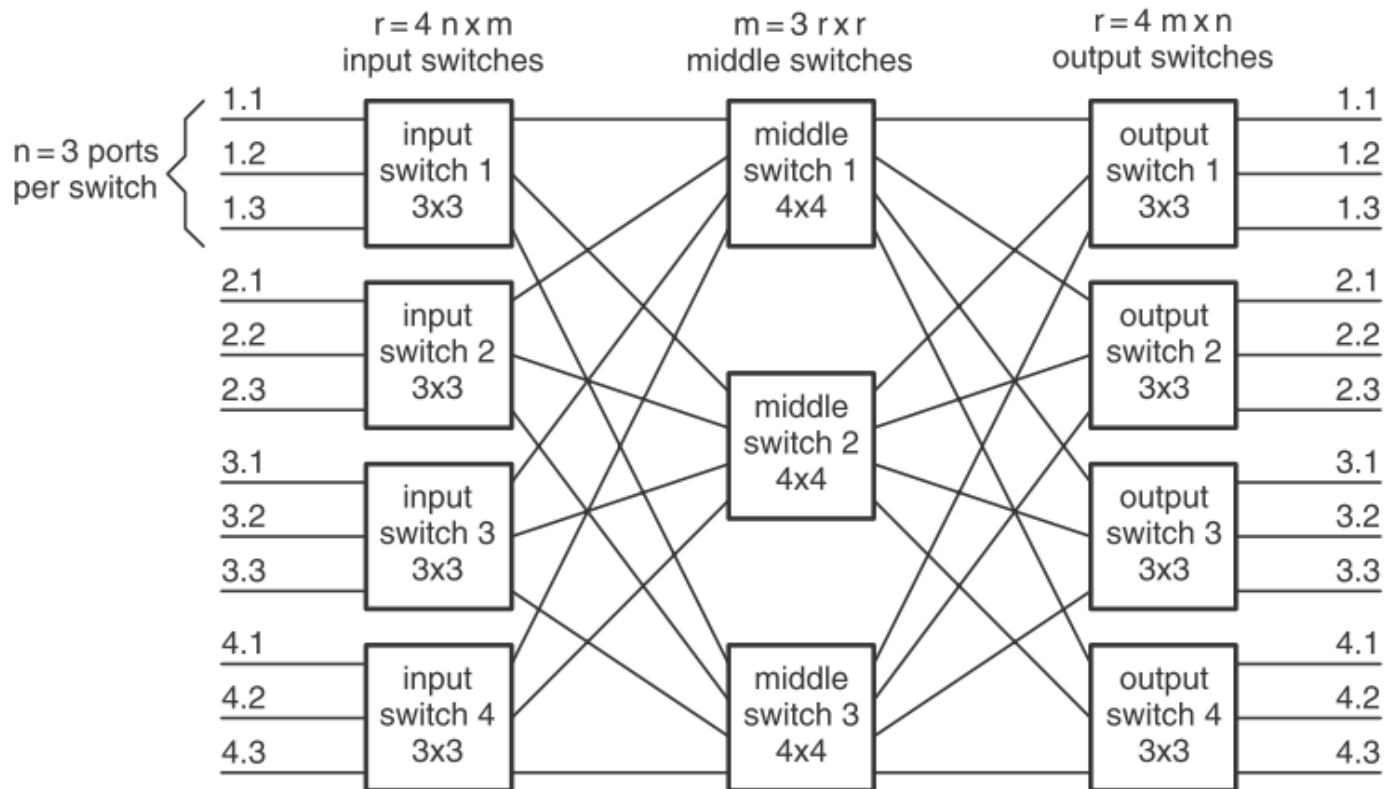 r = 4 n x m
input switches
m = 3 r x r
middle switches
r = 4 m x n
output switches
n = 3 ports
per switch
1.1
1.2
1.3
2.1
2.2
2.3
3.1
3.2
3.3
4.1
4.2
4.3
input
switch 1
3x3
input
switch 2
3x3
input
switch 3
3x3
input
switch 4
3x3
middle
switch 1
4x4
middle
switch 2
4x4
middle
switch 3
4x4
output
switch 1
3x3
output
switch 2
3x3
output
switch 3
3x3
output
switch 4
3x3
1.1
1.2
1.3
2.1
2.2
2.3
3.1
3.2
3.3
4.1
4.2
4.3